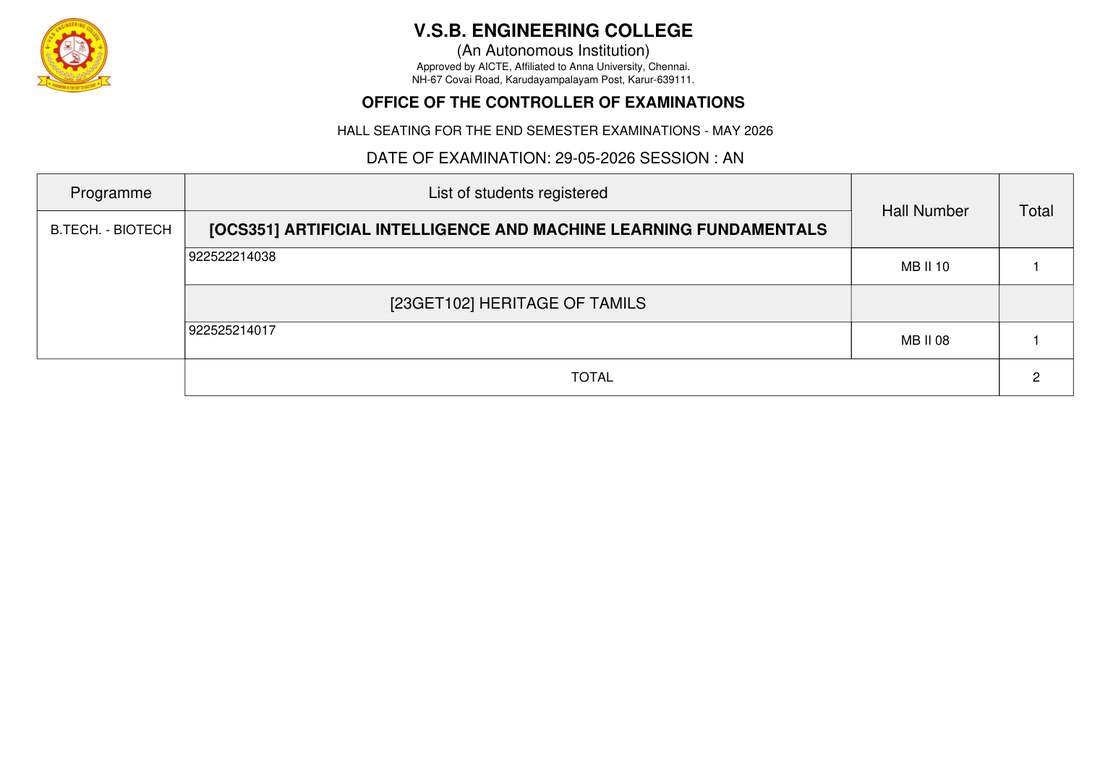 V.S.B. ENGINEERING COLLEGE
(An Autonomous Institution)
Approved by AICTE, Affiliated to Anna University, Chennai.
NH-67 Covai Road, Karudayampalayam Post, Karur-639111.
OFFICE OF THE CONTROLLER OF EXAMINATIONS
HALL SEATING FOR THE END SEMESTER EXAMINATIONS - MAY 2026
DATE OF EXAMINATION: 29-05-2026 SESSION : AN
Programme List of students registered Hall Number Total
B.TECH. - BIOTECH [OCS351] ARTIFICIAL INTELLIGENCE AND MACHINE LEARNING FUNDAMENTALS
922522214038 MB II 10 1
[23GET102] HERITAGE OF TAMILS
922525214017 MB II 08 1
TOTAL 2